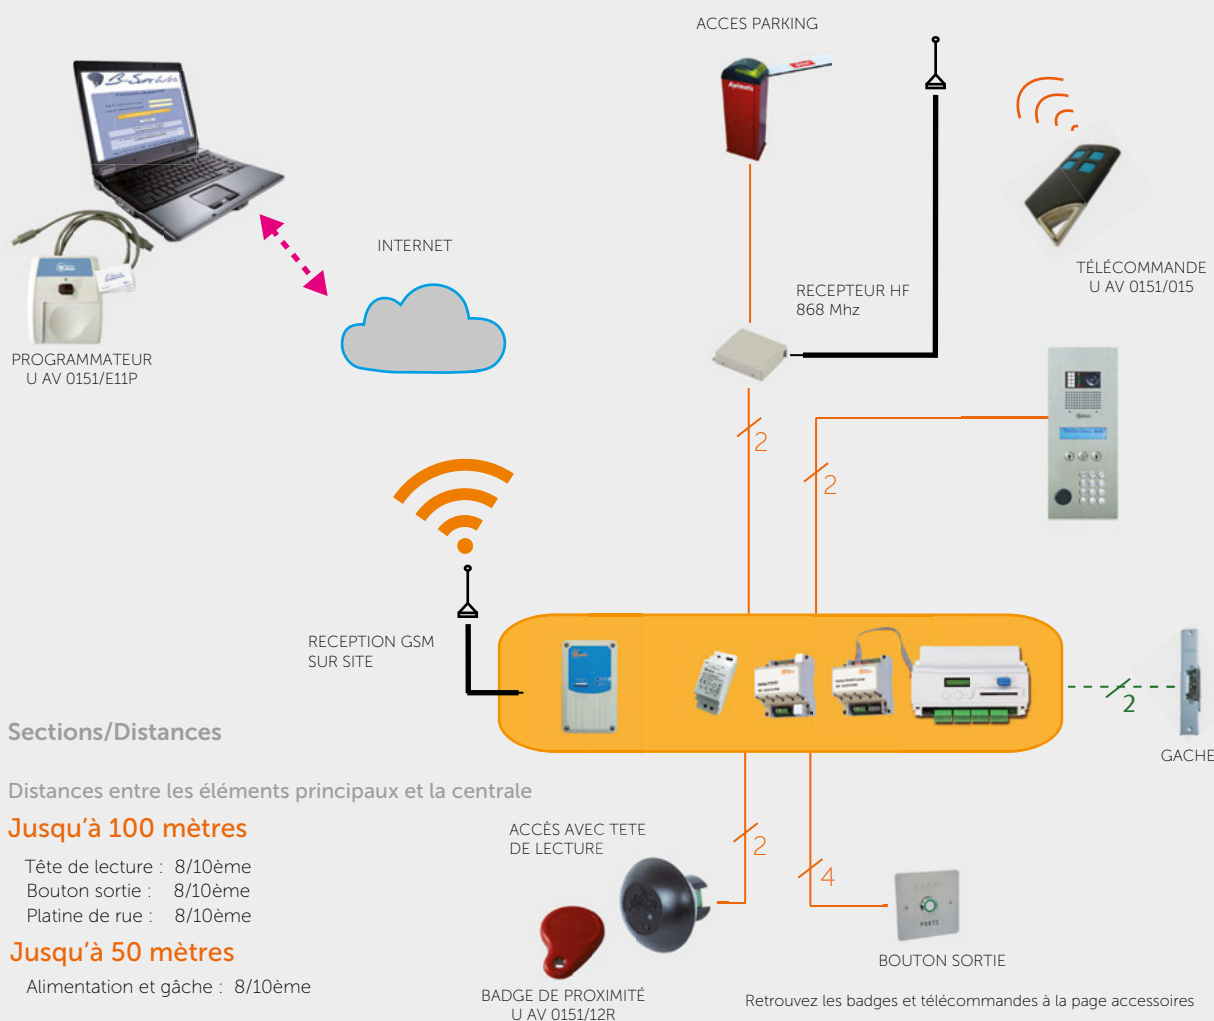 ACCES PARKING
Aprimatic
INTERNET
TÉLÉCOMMANDE
U AV 0151/015
RECEPTEUR HF
868 Mhz
PROGRAMMATEUR
U AV 0151/E11P
2
2
RECEPTION GSM
SUR SITE
2
GACHE
Sections/Distances
Distances entre les éléments principaux et la centrale
Jusqu'à 100 mètres
Tête de lecture : 8/10ème
Bouton sortie : 8/10ème
Platine de rue : 8/10ème
Jusqu'à 50 mètres
Alimentation et gâche : 8/10ème
ACCÈS AVEC TETE
DE LECTURE
2
4
PORTE
BOUTON SORTIE
BADGE DE PROXIMITÉ
U AV 0151/12R
Retrouvez les badges et télécommandes à la page accessoires